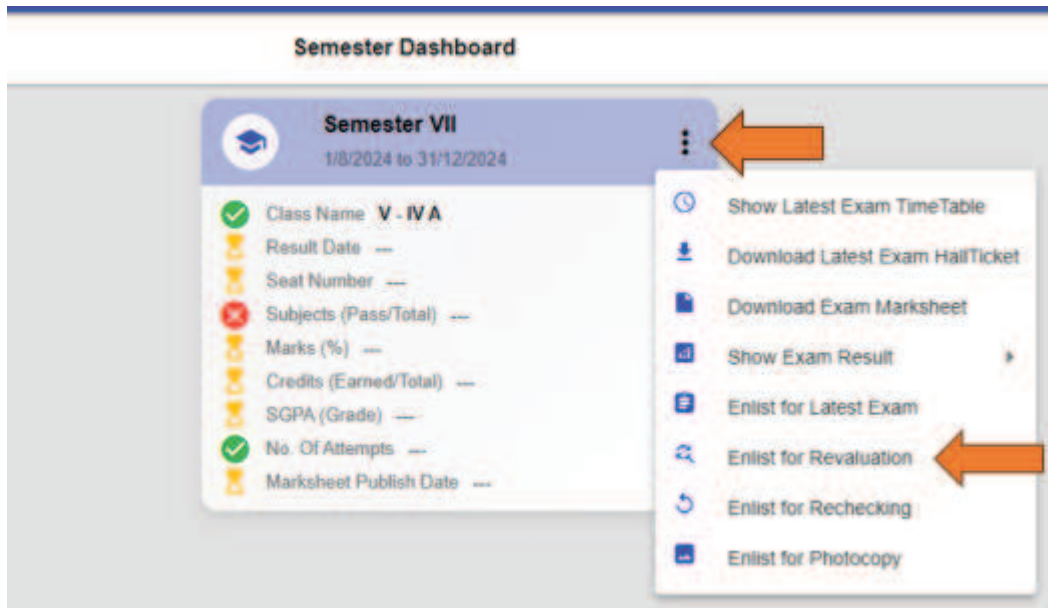 Semester Dashboard
Semester VII
1/8/2024 to 31/12/2024
Class Name V - IV A
Result Date ---
Seat Number ---
Subjects (Pass/Total) ---
Marks (%) ---
Credits (Earned/Total) ---
SGPA (Grade) ---
No. Of Attempts ---
Marksheet Publish Date ---
Show Latest Exam TimeTable
Download Latest Exam HallTicket
Download Exam Marksheet
Show Exam Result
Enlist for Latest Exam
Enlist for Revaluation
Enlist for Rechecking
Enlist for Photocopy